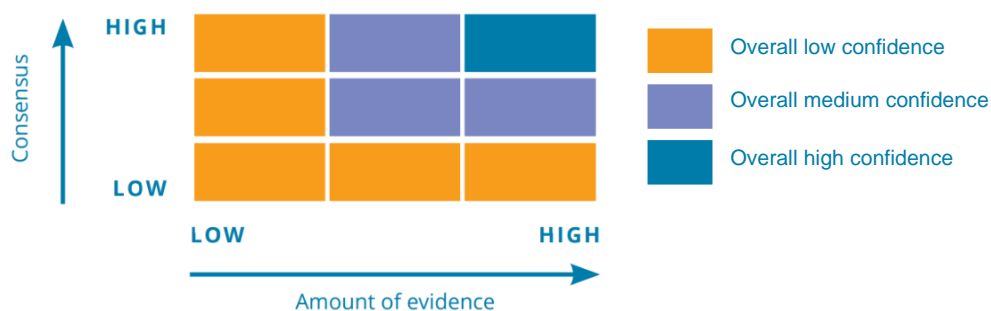 HIGH
Consensus
LOW
LOW
HIGH
Amount of evidence
Overall low confidence
Overall medium confidence
Overall high confidence